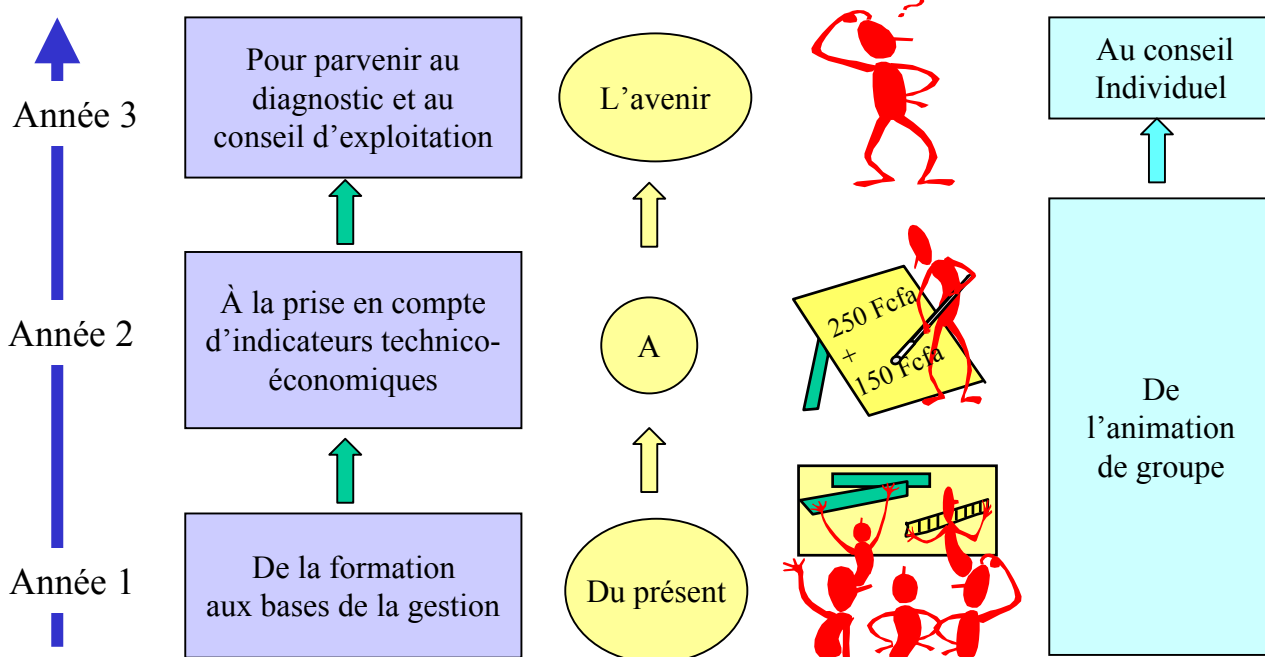 Pour parvenir au
diagnostic et au
conseil d’exploitation
L’avenir
?
Au conseil
Individuel
Année 3
À la prise en compte
d’indicateurs technico-
économiques
A
250 Fcfa
+
150 Fcfa
Année 2
De
l’animation
de groupe
De la formation
aux bases de la gestion
Du présent
Année 1